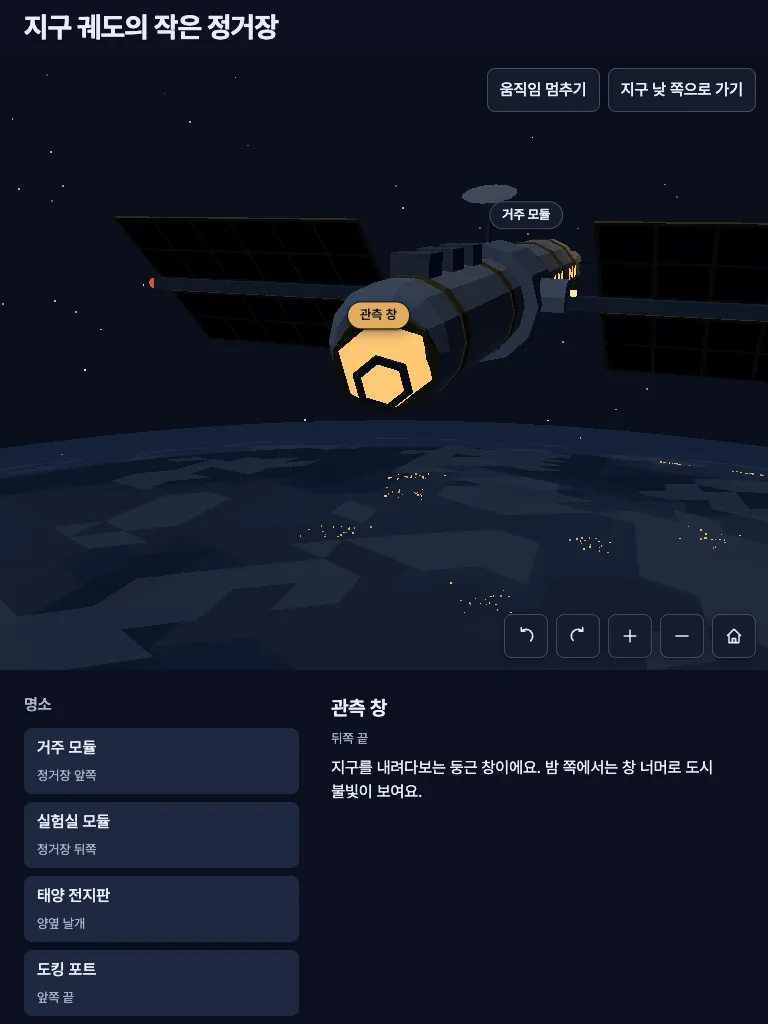 지구 궤도의 작은 정거장
움직임 멈추기
지구 낮 쪽으로 가기
거주 모듈
관측 창
명소
거주 모듈
정거장 앞쪽
실험실 모듈
정거장 뒤쪽
태양 전지판
양옆 날개
도킹 포트
앞쪽 끝
관측 창
뒤쪽 끝
지구를 내려다보는 둥근 창이에요. 밤 쪽에서는 창 너머로 도시
불빛이 보여요.